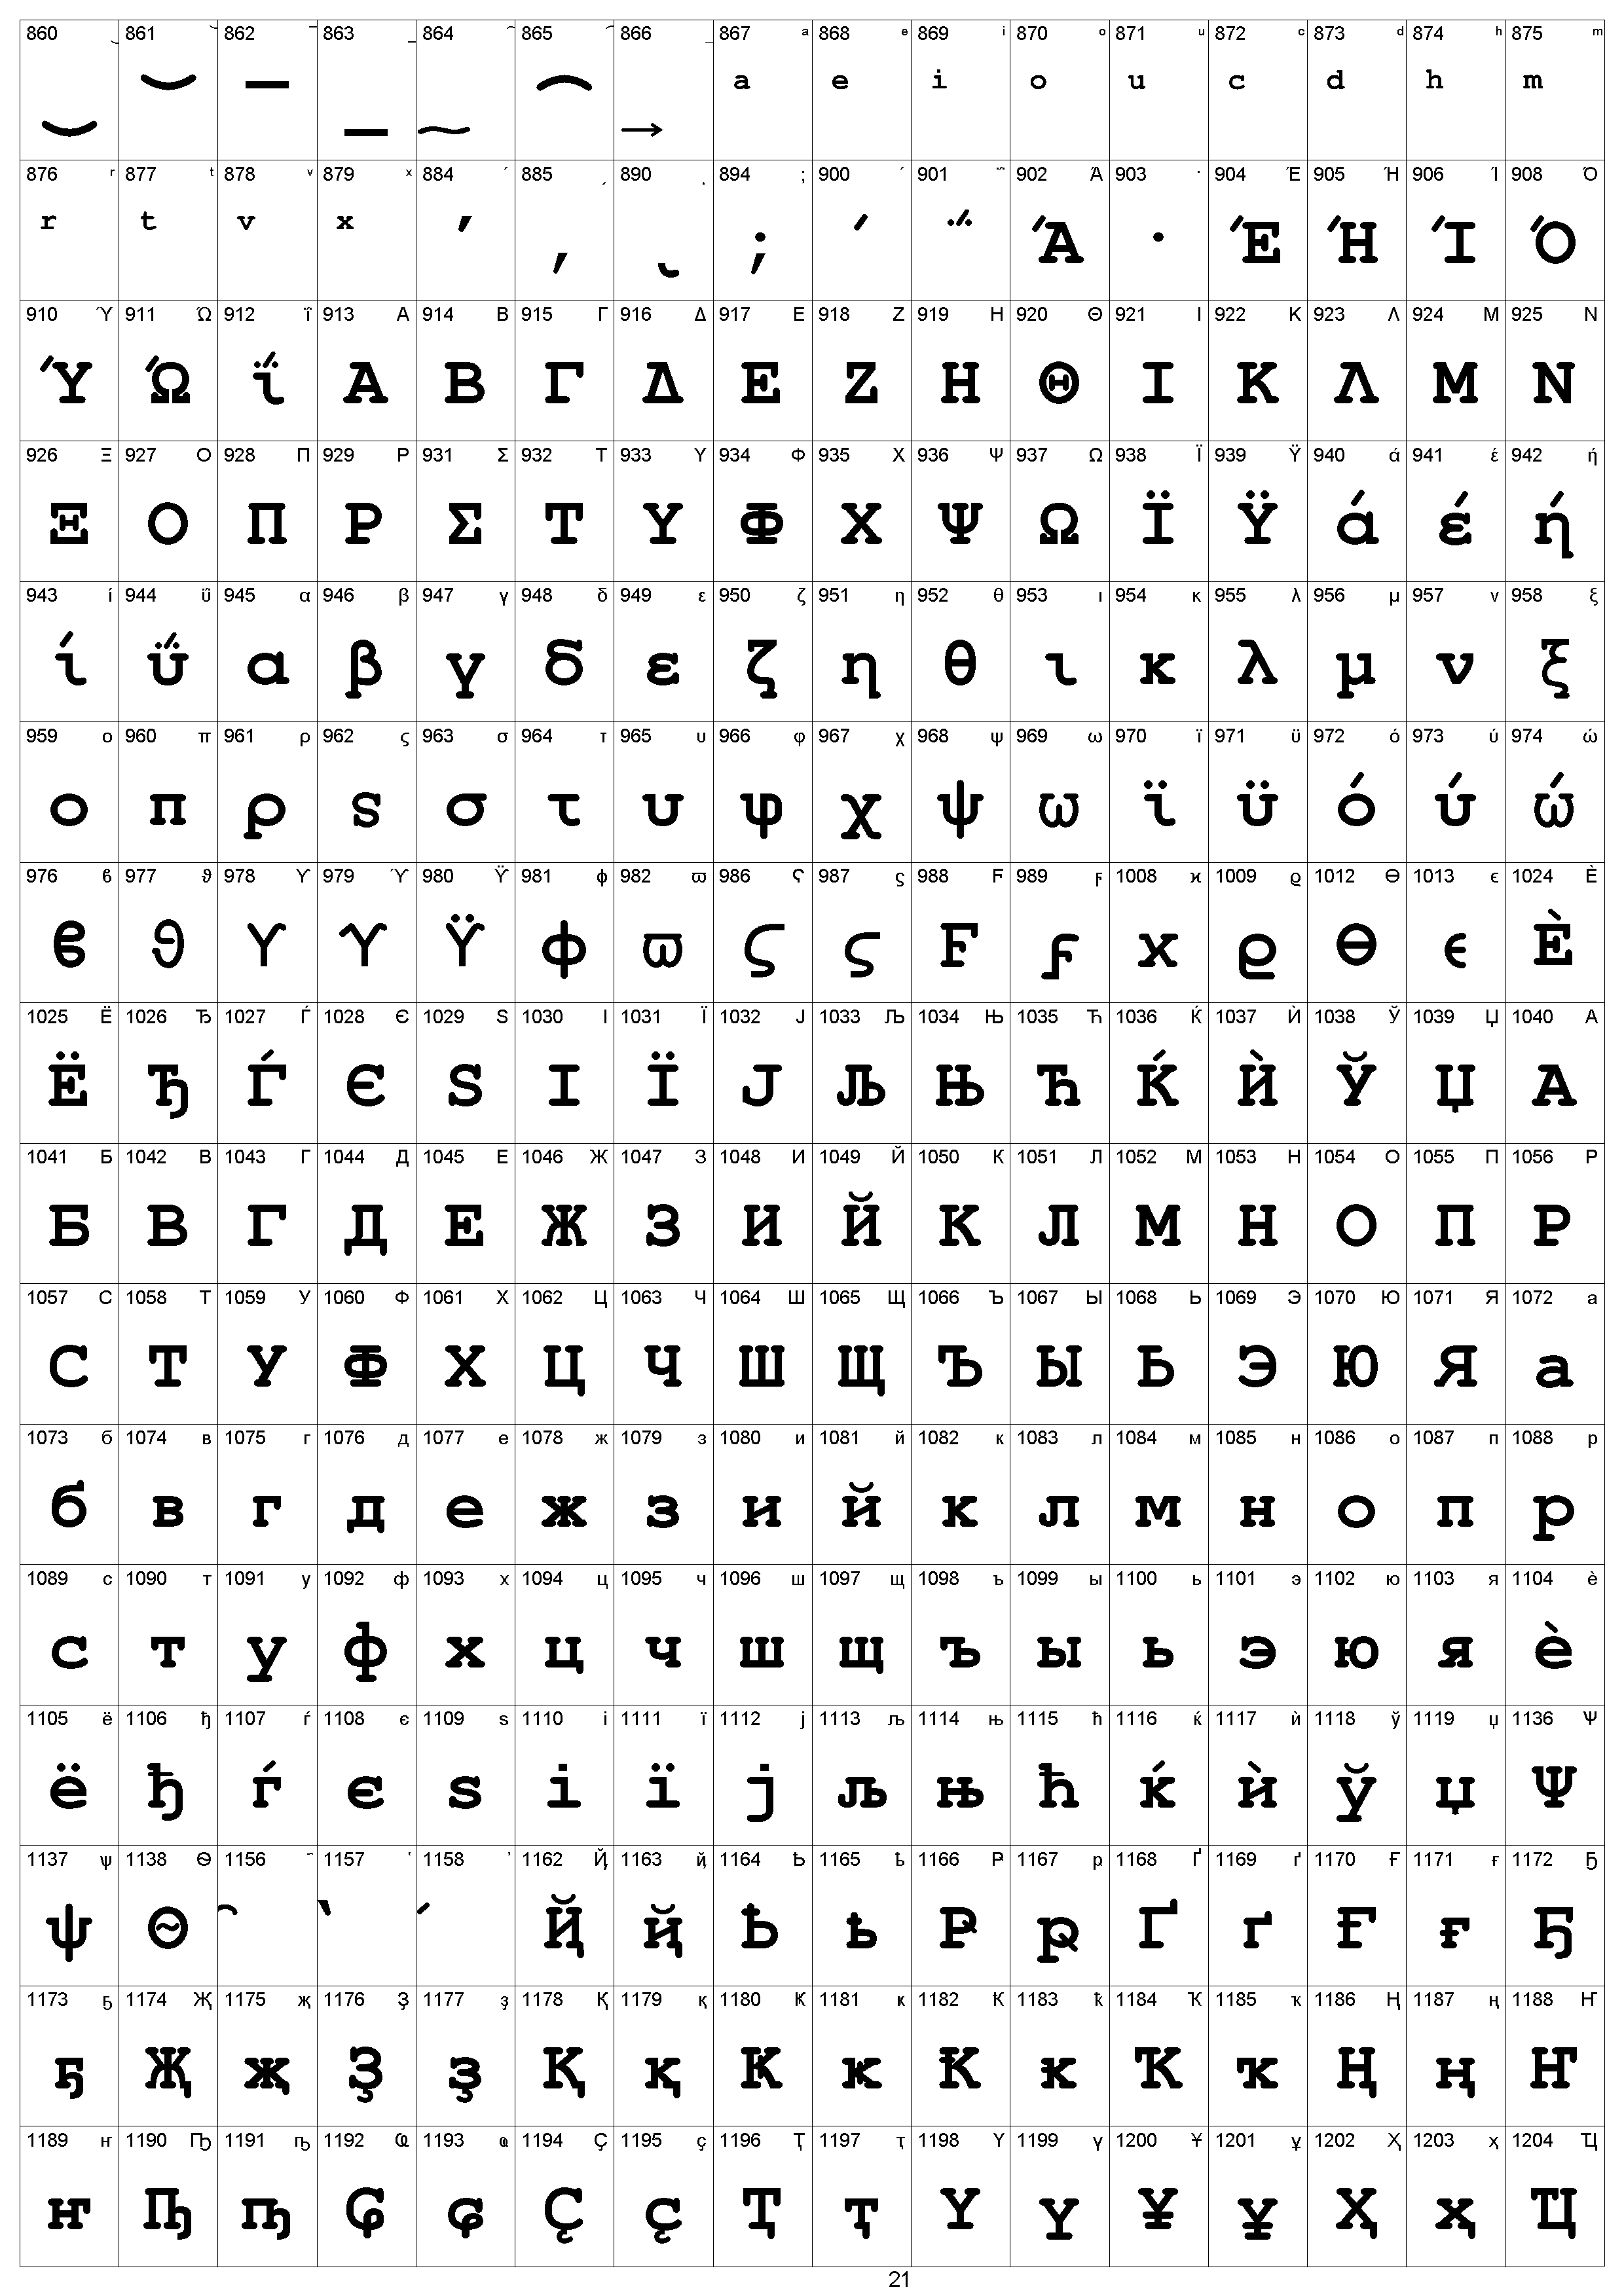 860 ͜ 861 ͝ 862 ͞ 863 ͟ 864 ͠ 865 ͡ 866 ͢ 867 ͣ 868 ͤ 869 ͥ 870 ͦ 871 ͧ 872 ͨ 873 ͩ 874 ͪ 875 ͫ
͜ ͝ ͞ ͟ ͠ ͡ ͢ ͣ ͤ ͥ ͦ ͧ ͨ ͩ ͪ ͫ
876 ͬ 877 ͭ 878 ͮ 879 ͯ 884 ʹ 885 ͵ 890 ͺ 894 ; 900 ΄ 901 ΅ 902 Ά 903 · 904 Έ 905 Ή 906 Ί 908 Ό
ͬ ͭ ͮ ͯ ʹ ͵ ͺ ; ΄ ΅ Ά · Έ Ή Ί Ό
910 Ύ 911 Ώ 912 ΐ 913 Α 914 Β 915 Γ 916 Δ 917 Ε 918 Ζ 919 Η 920 Θ 921 Ι 922 Κ 923 Λ 924 Μ 925 Ν
Ύ Ώ ΐ Α Β Γ Δ Ε Ζ Η Θ Ι Κ Λ Μ Ν
926 Ξ 927 Ο 928 Π 929 Ρ 931 Σ 932 Τ 933 Υ 934 Φ 935 Χ 936 Ψ 937 Ω 938 Ϊ 939 Ϋ 940 ά 941 έ 942 ή
Ξ Ο Π Ρ Σ Τ Υ Φ Χ Ψ Ω Ϊ Ϋ ά έ ή
943 ί 944 ΰ 945 α 946 β 947 γ 948 δ 949 ε 950 ζ 951 η 952 θ 953 ι 954 κ 955 λ 956 μ 957 ν 958 ξ
ί ΰ α β γ δ ε ζ η θ ι κ λ μ ν ξ
959 ο 960 π 961 ρ 962 ς 963 σ 964 τ 965 υ 966 φ 967 χ 968 ψ 969 ω 970 ϊ 971 ϋ 972 ό 973 ύ 974 ώ
ο π ρ ς σ τ υ φ χ ψ ω ϊ ϋ ό ύ ώ
976 ϐ 977 ϑ 978 ϒ 979 ϓ 980 ϔ 981 ϕ 982 ϖ 986 Ϛ 987 ϛ 988 Ϝ 989 ϝ 1008 ϰ 1009 ϱ 1012 ϴ 1013 ϵ 1024 Ѐ
ϐ ϑ ϒ ϓ ϔ ϕ ϖ Ϛ ϛ Ϝ ϝ ϰ ϱ ϴ ϵ Ѐ
1025 Ё 1026 Ђ 1027 Ѓ 1028 Є 1029 Ѕ 1030 І 1031 Ї 1032 Ј 1033 Љ 1034 Њ 1035 Ћ 1036 Ќ 1037 Ѝ 1038 Ў 1039 Џ 1040 А
Ё Ђ Ѓ Є Ѕ І Ї Ј Љ Њ Ћ Ќ Ѝ Ў Џ А
1041 Б 1042 В 1043 Г 1044 Д 1045 Е 1046 Ж 1047 З 1048 И 1049 Й 1050 К 1051 Л 1052 М 1053 Н 1054 О 1055 П 1056 Р
Б В Г Д Е Ж З И Й К Л М Н О П Р
1057 С 1058 Т 1059 У 1060 Ф 1061 Х 1062 Ц 1063 Ч 1064 Ш 1065 Щ 1066 Ъ 1067 Ы 1068 Ь 1069 Э 1070 Ю 1071 Я 1072 а
С Т У Ф Х Ц Ч Ш Щ Ъ Ы Ь Э Ю Я а
1073 б 1074 в 1075 г 1076 д 1077 е 1078 ж 1079 з 1080 и 1081 й 1082 к 1083 л 1084 м 1085 н 1086 о 1087 п 1088 р
б в г д е ж з и й к л м н о п р
1089 с 1090 т 1091 у 1092 ф 1093 х 1094 ц 1095 ч 1096 ш 1097 щ 1098 ъ 1099 ы 1100 ь 1101 э 1102 ю 1103 я 1104 ѐ
с т у ф х ц ч ш щ ъ ы ь э ю я ѐ
1105 ё 1106 ђ 1107 ѓ 1108 є 1109 ѕ 1110 і 1111 ї 1112 ј 1113 љ 1114 њ 1115 ћ 1116 ќ 1117 ѝ 1118 ў 1119 џ 1136 Ѱ
ё ђ ѓ є ѕ і ї ј љ њ ћ ќ ѝ ў џ Ѱ
1137 ѱ 1138 Ѳ 1156 ҄ 1157 ҅ 1158 ҆ 1162 Ҋ 1163 ҋ 1164 Ҍ 1165 ҍ 1166 Ҏ 1167 ҏ 1168 Ґ 1169 ґ 1170 Ғ 1171 ғ 1172 Ҕ
ѱ Ѳ ҄ ҅ ҆ Ҋ ҋ Ҍ ҍ Ҏ ҏ Ґ ґ Ғ ғ Ҕ
1173 ҕ 1174 Җ 1175 җ 1176 Ҙ 1177 ҙ 1178 Қ 1179 қ 1180 Ҝ 1181 ҝ 1182 Ҟ 1183 ҟ 1184 Ҡ 1185 ҡ 1186 Ң 1187 ң 1188 Ҥ
ҕ Җ җ Ҙ ҙ Қ қ Ҝ ҝ Ҟ ҟ Ҡ ҡ Ң ң Ҥ
1189 ҥ 1190 Ҧ 1191 ҧ 1192 Ҩ 1193 ҩ 1194 Ҫ 1195 ҫ 1196 Ҭ 1197 ҭ 1198 Ү 1199 ү 1200 Ұ 1201 ұ 1202 Ҳ 1203 ҳ 1204 Ҵ
ҥ Ҧ ҧ Ҩ ҩ Ҫ ҫ Ҭ ҭ Ү ү Ұ ұ Ҳ ҳ Ҵ
21